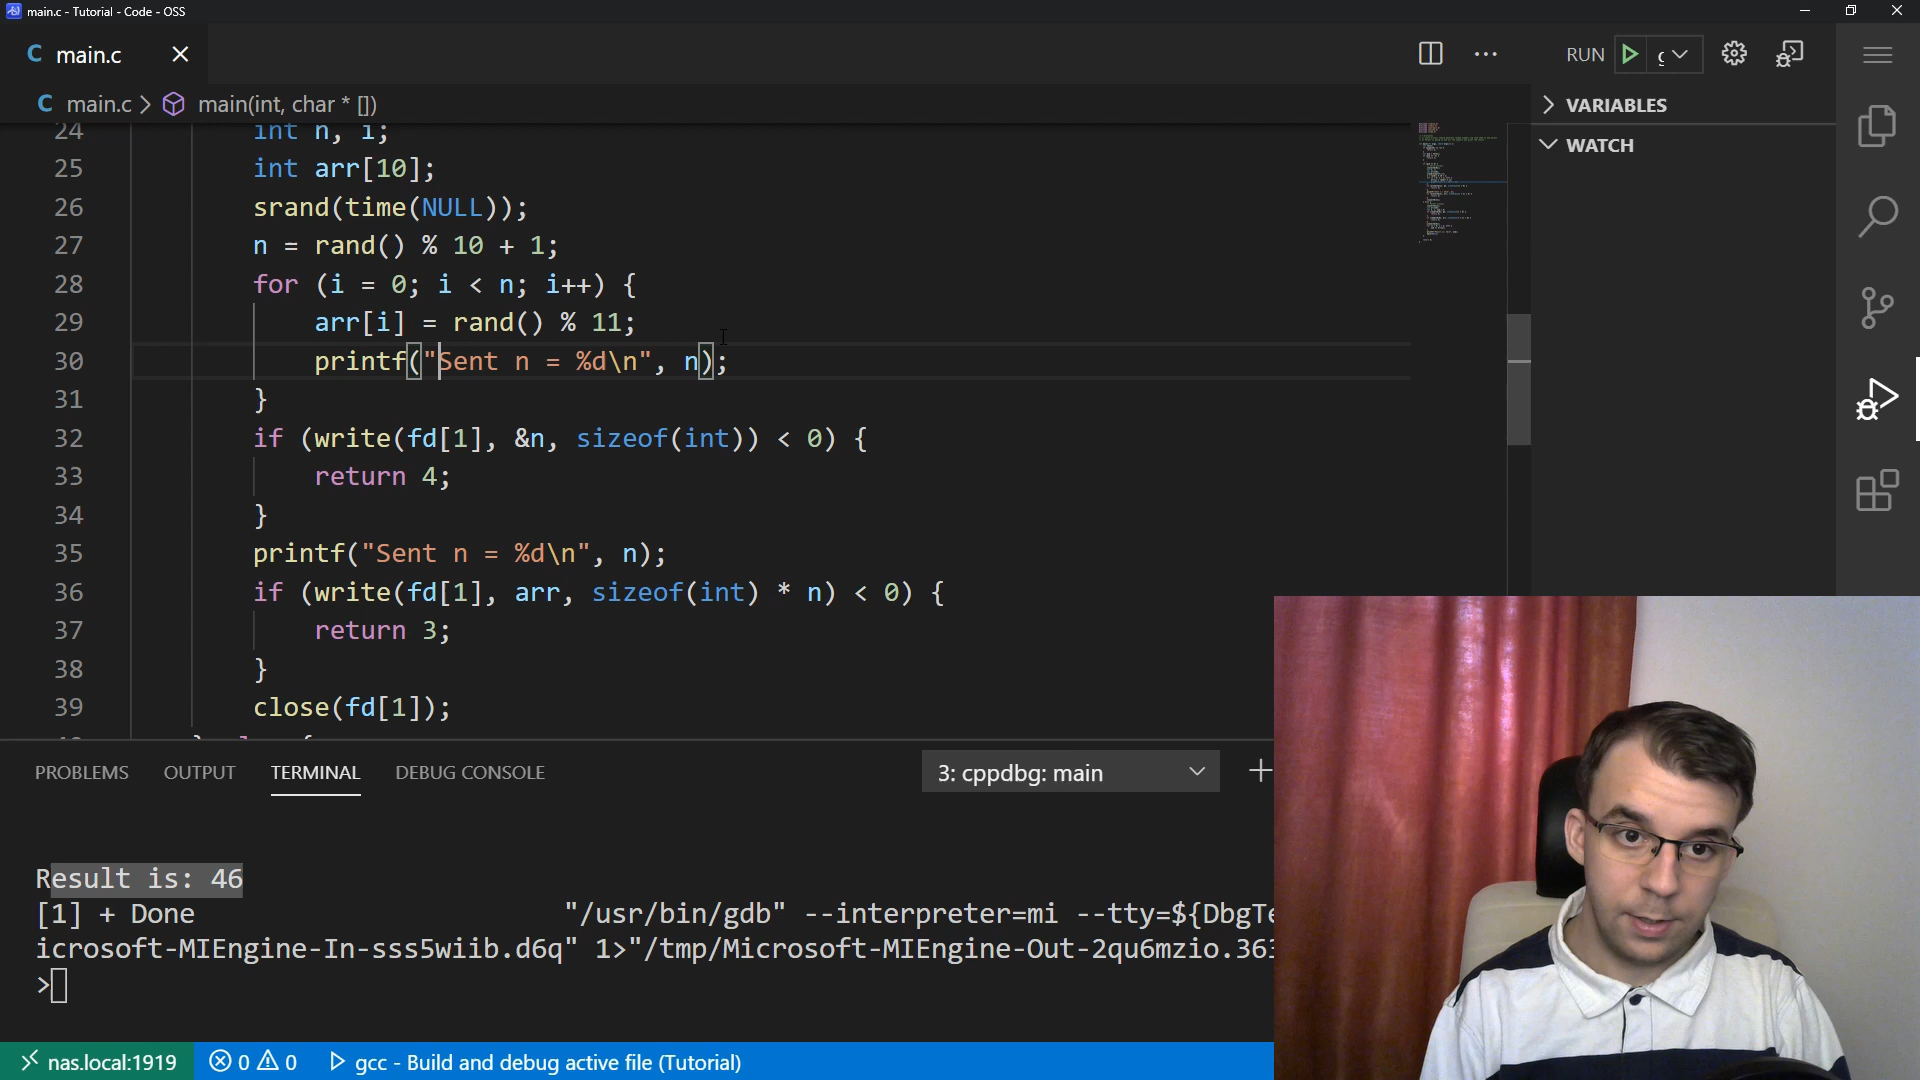 main.c - Tutorial - Code - OSS
C main.c
RUN
C main.c > main(int, char * [])
VARIABLES
WATCH
24 int n, i;
25 int arr[10];
26 srand(time(NULL));
27 n = rand() % 10 + 1;
28 for (i = 0; i < n; i++) {
29 arr[i] = rand() % 11;
30 printf("Sent n = %d\n", n);
31 }
32 if (write(fd[1], &n, sizeof(int)) < 0) {
33 return 4;
34 }
35 printf("Sent n = %d\n", n);
36 if (write(fd[1], arr, sizeof(int) * n) < 0) {
37 return 3;
38 }
39 close(fd[1]);
PROBLEMS OUTPUT TERMINAL DEBUG CONSOLE 3: cppdbg: main
Result is: 46
[1] + Done "/usr/bin/gdb" --interpreter=mi --tty=${DbgTe
icrosoft-MIEngine-In-sss5wiib.d6q" 1>"/tmp/Microsoft-MIEngine-Out-2qu6mzio.363
>
nas.local:1919 0 0 gcc - Build and debug active file (Tutorial)